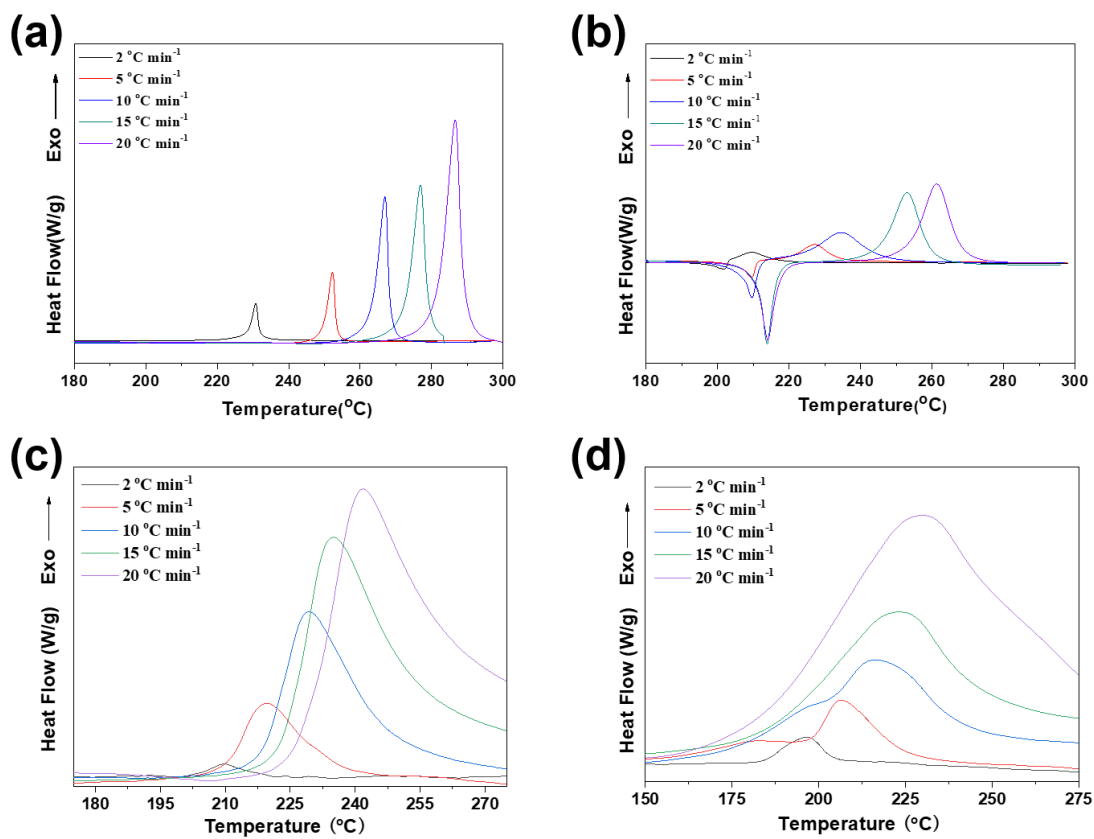 (a)
2 °C min⁻¹
5 °C min⁻¹
10 °C min⁻¹
15 °C min⁻¹
20 °C min⁻¹
Heat Flow(W/g) Exo
180 200 220 240 260 280 300
Temperature(°C)
(b)
2 °C min⁻¹
5 °C min⁻¹
10 °C min⁻¹
15 °C min⁻¹
20 °C min⁻¹
Heat Flow(W/g) Exo
180 200 220 240 260 280 300
Temperature(°C)
(c)
2 °C min⁻¹
5 °C min⁻¹
10 °C min⁻¹
15 °C min⁻¹
20 °C min⁻¹
Heat Flow (W/g) Exo
180 195 210 225 240 255 270
Temperature (°C)
(d)
2 °C min⁻¹
5 °C min⁻¹
10 °C min⁻¹
15 °C min⁻¹
20 °C min⁻¹
Heat Flow (W/g) Exo
150 175 200 225 250 275
Temperature (°C)